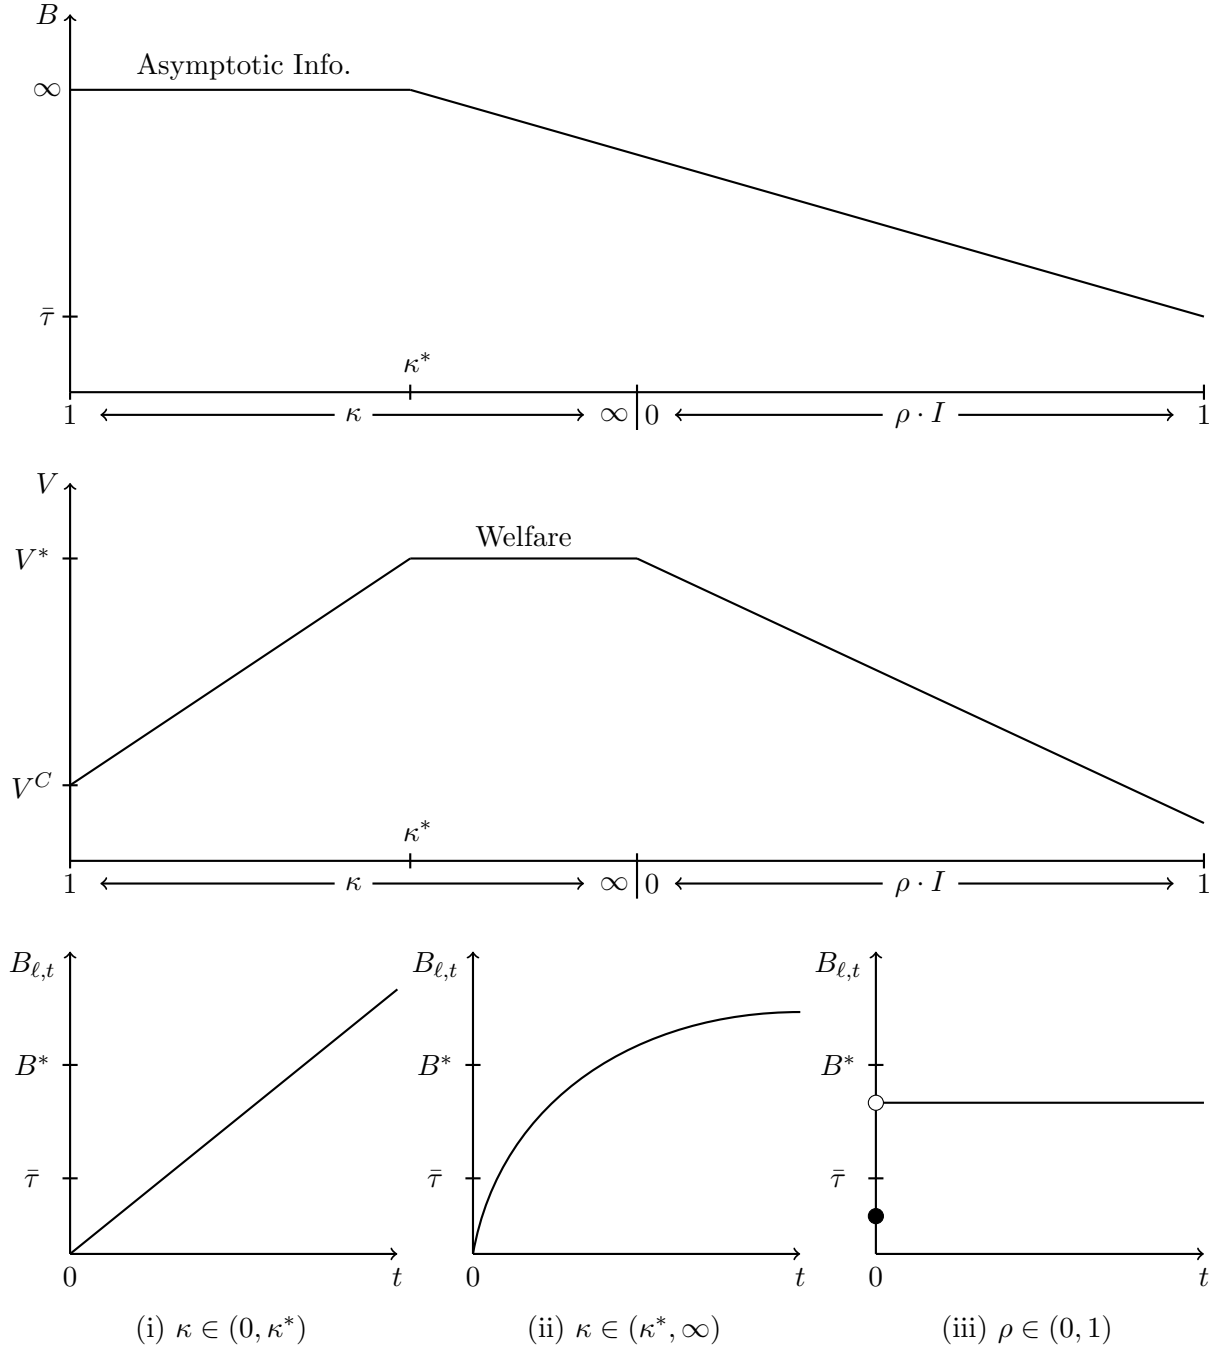 B
Asymptotic Info.
∞
τ̄
κ*
1 κ ∞ 0 ρ · I 1
V
Welfare
V*
V^C
κ*
1 κ ∞ 0 ρ · I 1
B_{ℓ,t} B_{ℓ,t} B_{ℓ,t}
B* B* B*
τ̄ τ̄ τ̄
0 t 0 t 0 t
(i) κ ∈ (0, κ*) (ii) κ ∈ (κ*, ∞) (iii) ρ ∈ (0, 1)